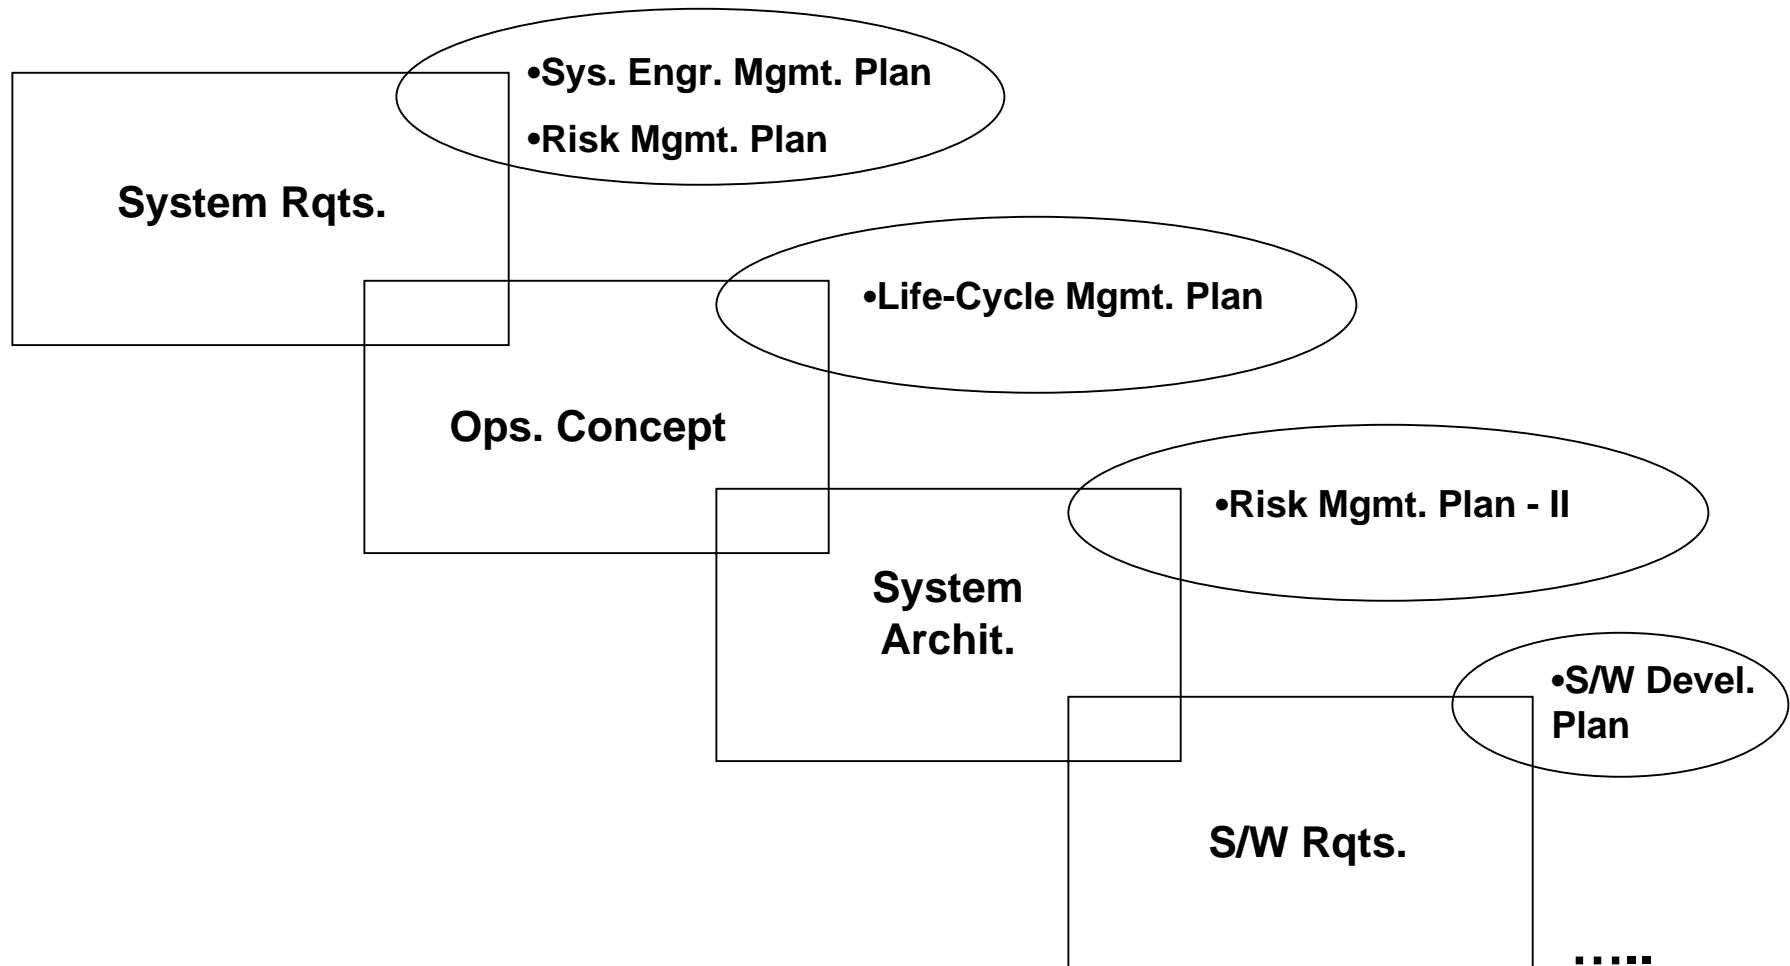 •Sys. Engr. Mgmt. Plan
•Risk Mgmt. Plan
System Rqts.
•Life-Cycle Mgmt. Plan
Ops. Concept
•Risk Mgmt. Plan - II
System
Archit.
•S/W Devel.
Plan
S/W Rqts.
…..